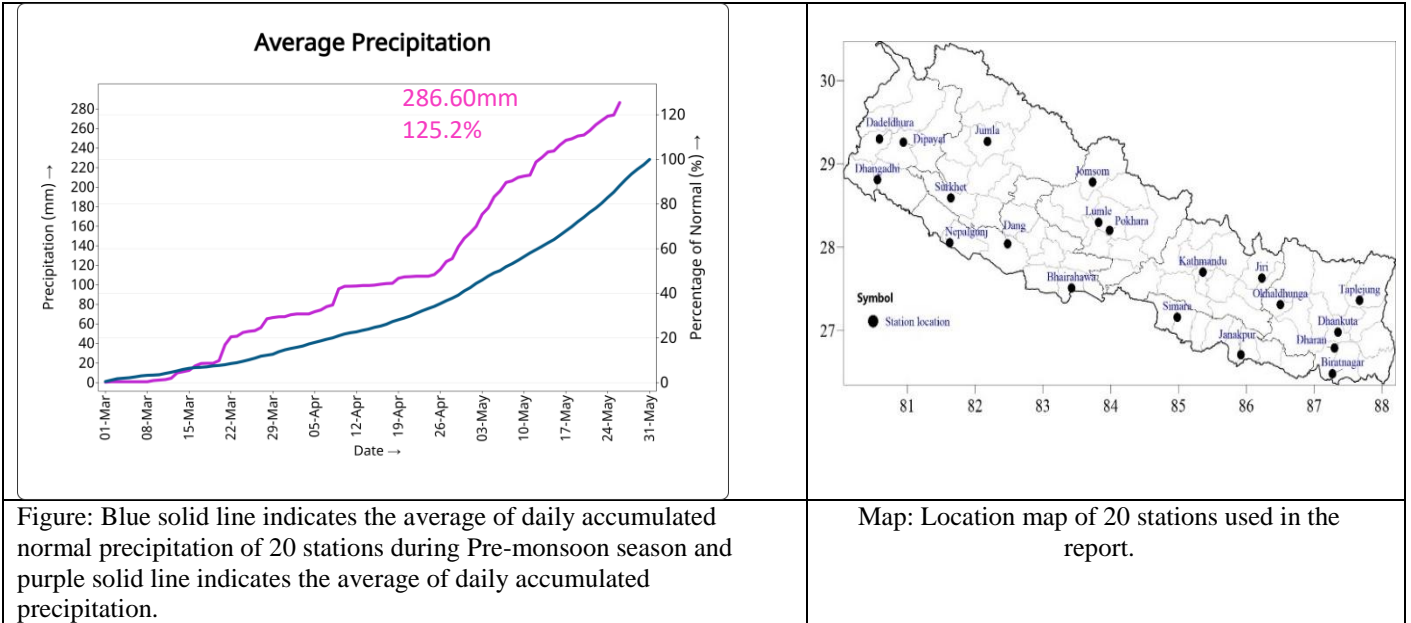 Average Precipitation
286.60mm
125.2%
Precipitation (mm) →
280
260
240
220
200
180
160
140
120
100
80
60
40
20
0
Percentage of Normal (%) →
120
100
80
60
40
20
0
01-Mar
08-Mar
15-Mar
22-Mar
29-Mar
05-Apr
12-Apr
19-Apr
26-Apr
03-May
10-May
17-May
24-May
31-May
Date →
30
29
28
27
Dadeldhura
Dipayal
Jumla
Dhangadhi
Surkhet
Jomsom
Lumle
Pokhara
Nepalgunj
Dang
Bhairahawa
Kathmandu
Jiri
Okhaldhunga
Taplejung
Simara
Dhankuta
Janakpur
Dharan
Biratnagar
Symbol
Station location
81 82 83 84 85 86 87 88
Figure: Blue solid line indicates the average of daily accumulated
normal precipitation of 20 stations during Pre-monsoon season and
purple solid line indicates the average of daily accumulated
precipitation.
Map: Location map of 20 stations used in the
report.